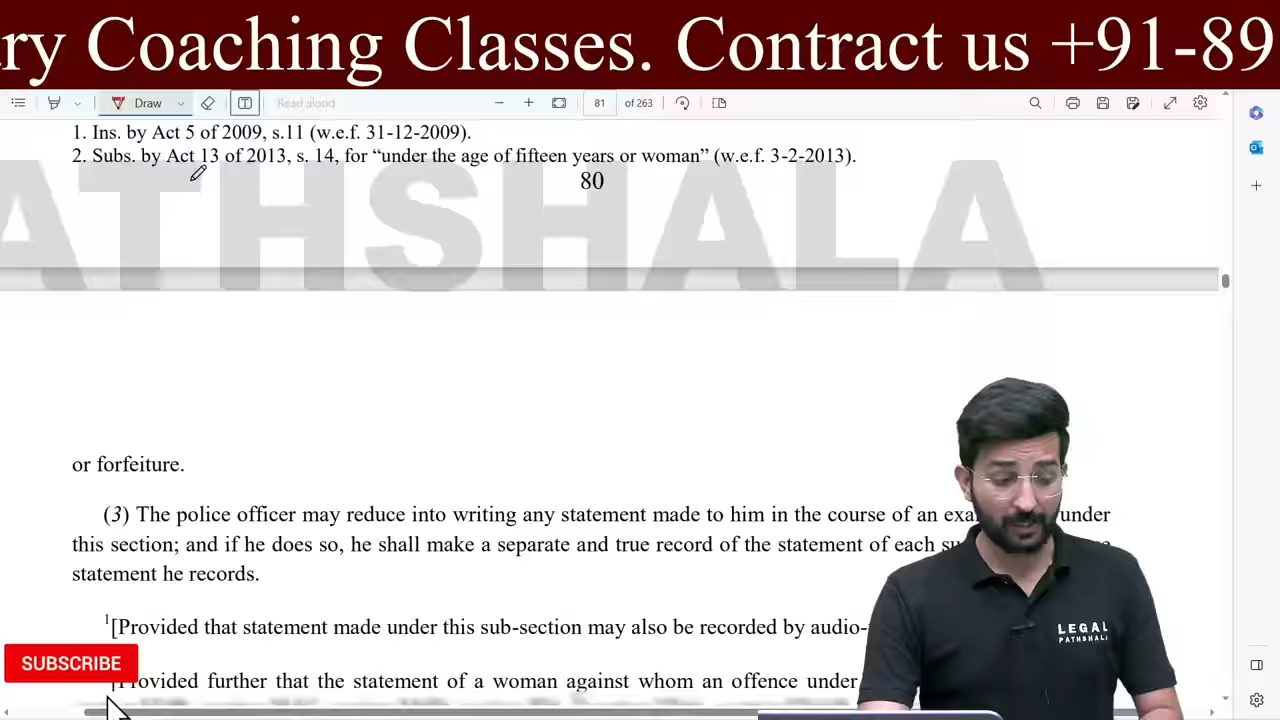 ry Coaching Classes. Contract us +91-89
Draw
Read aloud
81 of 263
1. Ins. by Act 5 of 2009, s.11 (w.e.f. 31-12-2009).
2. Subs. by Act 13 of 2013, s. 14, for “under the age of fifteen years or woman” (w.e.f. 3-2-2013).
80
ATHSHALA
or forfeiture.
(3) The police officer may reduce into writing any statement made to him in the course of an exa under
this section; and if he does so, he shall make a separate and true record of the statement of each su
statement he records.
1[Provided that statement made under this sub-section may also be recorded by audio-
Provided further that the statement of a woman against whom an offence under
SUBSCRIBE
LEGAL
PATHSHALA